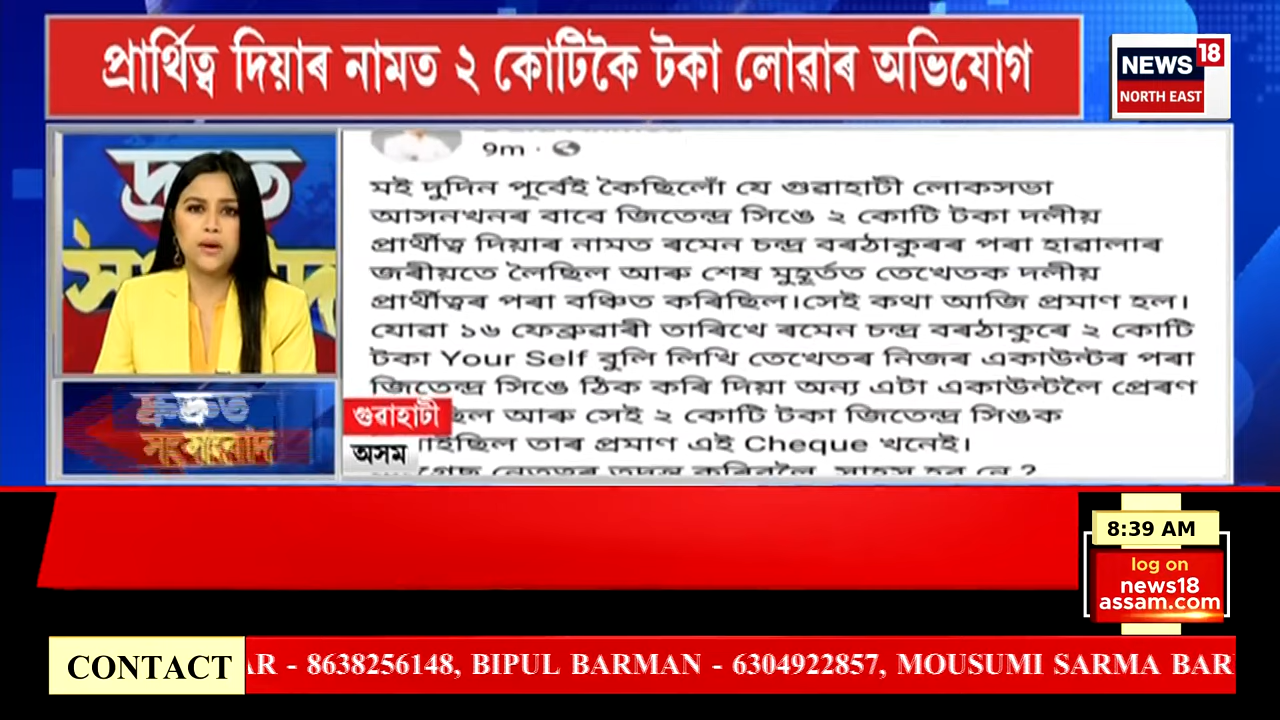 প্ৰাৰ্থিত্ব দিয়াৰ নামত ২ কোটিকৈ টকা লোৱাৰ অভিযোগ
NEWS 18
NORTH EAST
9m ·
মই দুদিন পূৰ্বেই কৈছিলোঁ যে গুৱাহাটী লোকসভা
আসনখনৰ বাবে জিতেন্দ্ৰ সিঙে ২ কোটি টকা দলীয়
প্ৰাৰ্থীত্ব দিয়াৰ নামত ৰমেন চন্দ্ৰ বৰঠাকুৰৰ পৰা হাৱালাৰ
জৰীয়তে লৈছিল আৰু শেষ মুহূৰ্তত তেখেতক দলীয়
প্ৰাৰ্থীত্বৰ পৰা বঞ্চিত কৰিছিল।সেই কথা আজি প্ৰমাণ হল।
যোৱা ১৬ ফেব্ৰুৱাৰী তাৰিখে ৰমেন চন্দ্ৰ বৰঠাকুৰে ২ কোটি
টকা Your Self বুলি লিখি তেখেতৰ নিজৰ একাউন্টৰ পৰা
জিতেন্দ্ৰ সিঙে ঠিক কৰি দিয়া অন্য এটা একাউন্টলৈ প্ৰেৰণ
আৰু সেই ২ কোটি টকা জিতেন্দ্ৰ সিঙক
তাৰ প্ৰমাণ এই Cheque খনেই।
গুৱাহাটী
অসম
8:39 AM
log on
news18
assam.com
CONTACT AR - 8638256148, BIPUL BARMAN - 6304922857, MOUSUMI SARMA BAR